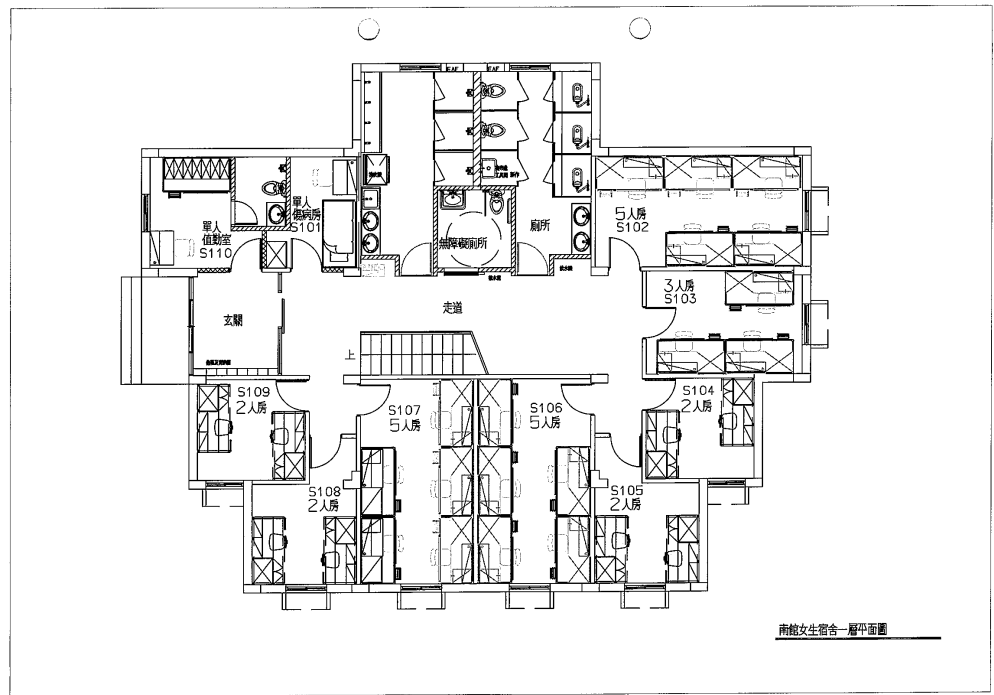 EAF
EAF
單人
傷病房
S101
單人
值勤室
S110
5人房
S102
廁所
無障礙廁所
3人房
S103
走道
玄關
上
S109
2人房
S107
5人房
S106
5人房
S104
2人房
S108
2人房
S105
2人房
南館女生宿舍一層平面圖